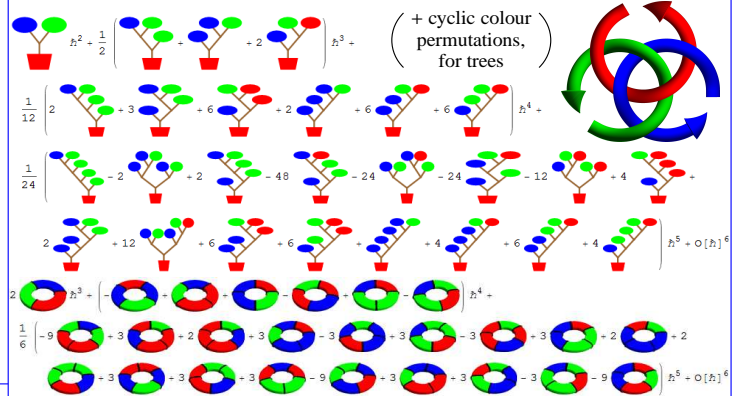 ℏ² + 1/2 ( + + 2 ) ℏ³ +
( + cyclic colour
permutations,
for trees )
1/12 ( 2 + 3 + 6 + 2 + 6 + 6 ) ℏ⁴ +
1/24 ( - 2 + 2 - 48 - 24 - 24 - 12 + 4 +
2 + 12 + 6 + 6 + + 4 + 6 + 4 ) ℏ⁵ + O[ℏ]⁶
2 ℏ³ + ( - + + - + - ) ℏ⁴ +
1/6 ( -9 + 3 + 2 + 3 - 3 + 3 - 3 + 3 + 2 + 2
+ 3 + 3 + 3 - 9 + 3 + 3 - 3 - 9 ) ℏ⁵ + O[ℏ]⁶